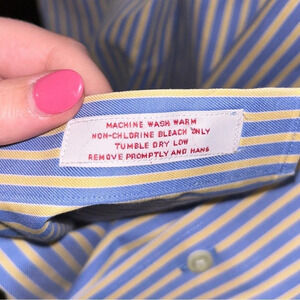 MACHINE WASH WARM
NON-CHLORINE BLEACH ONLY
TUMBLE DRY LOW
REMOVE PROMPTLY AND HANG